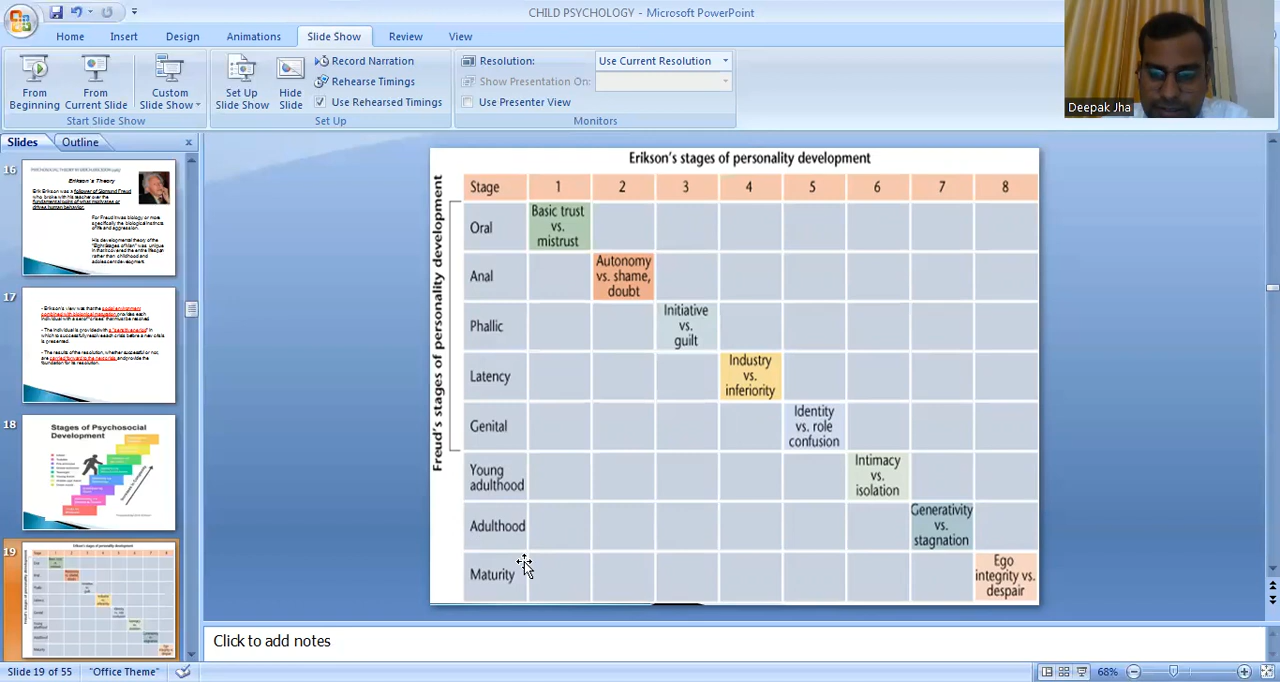 CHILD PSYCHOLOGY - Microsoft PowerPoint
Home Insert Design Animations Slide Show Review View
From Beginning
From Current Slide
Custom Slide Show
Start Slide Show
Set Up Slide Show
Hide Slide
Record Narration
Rehearse Timings
Use Rehearsed Timings
Set Up
Resolution: Use Current Resolution
Show Presentation On:
Use Presenter View
Monitors
Deepak Jha
Slides Outline
16
Erikson's Theory
17
18
Stages of Psychosocial
Development
19
Erikson's stages of personality development
Freud's stages of personality development
Stage 1 2 3 4 5 6 7 8
Oral
Basic trust
vs.
mistrust
Anal
Autonomy
vs. shame,
doubt
Phallic
Initiative
vs.
guilt
Latency
Industry
vs.
inferiority
Genital
Identity
vs. role
confusion
Young
adulthood
Intimacy
vs.
isolation
Adulthood
Generativity
vs.
stagnation
Maturity
Ego
integrity vs.
despair
Click to add notes
Slide 19 of 55 "Office Theme" 68%